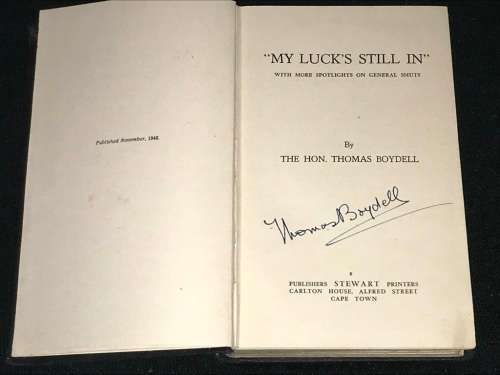 Published November, 1948.
"MY LUCK'S STILL IN"
WITH MORE SPOTLIGHTS ON GENERAL SMUTS
By
THE HON. THOMAS BOYDELL
Thomas Boydell
PUBLISHERS STEWART PRINTERS
CARLTON HOUSE, ALFRED STREET
CAPE TOWN